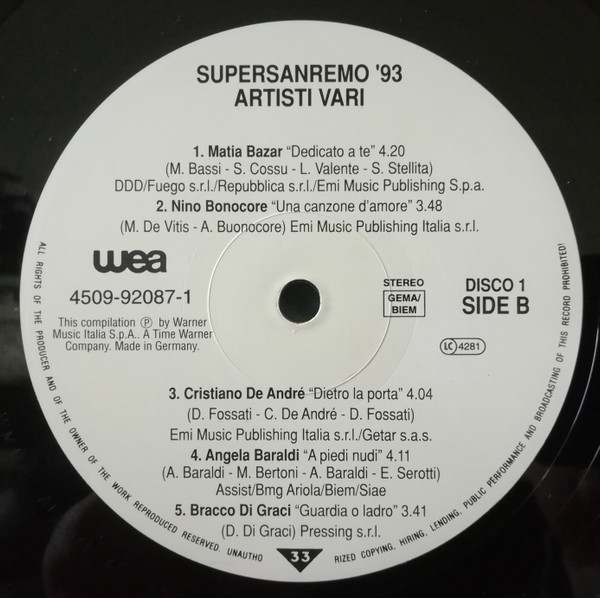 SUPERSANREMO '93
ARTISTI VARI
1. Matia Bazar "Dedicato a te" 4.20
(M. Bassi - S. Cossu - L. Valente - S. Stellita)
DDD/Fuego s.r.l./Repubblica s.r.l./Emi Music Publishing S.p.a.
2. Nino Bonocore "Una canzone d'amore" 3.48
(M. De Vitis - A. Buonocore) Emi Music Publishing Italia s.r.l.
wea
4509-92087-1
This compilation Ⓟ by Warner
Music Italia S.p.A.. A Time Warner
Company. Made in Germany.
STEREO
GEMA/
BIEM
DISCO 1
SIDE B
LC 4281
3. Cristiano De André "Dietro la porta" 4.04
(D. Fossati - C. De André - D. Fossati)
Emi Music Publishing Italia s.r.l./Getar s.a.s.
4. Angela Baraldi "A piedi nudi" 4.11
(A. Baraldi - M. Bertoni - A. Baraldi - E. Serotti)
Assist/Bmg Ariola/Biem/Siae
5. Bracco Di Graci "Guardia o ladro" 3.41
(D. Di Graci) Pressing s.r.l.
ALL RIGHTS OF THE PRODUCER AND OF THE OWNER OF THE WORK REPRODUCED RESERVED. UNAUTHO
33
RIZED COPYING, HIRING, LENDING, PUBLIC PERFORMANCE AND BROADCASTING OF THIS RECORD PROHIBITED!